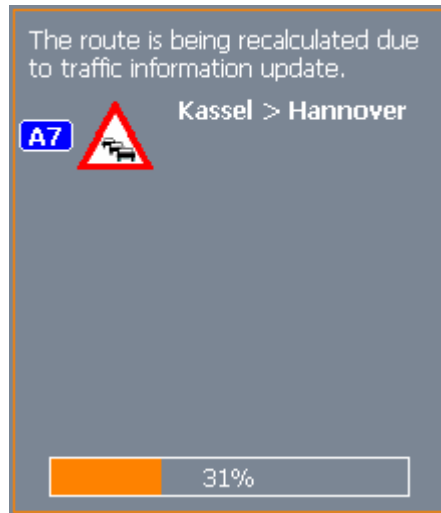 The route is being recalculated due
to traffic information update.
Kassel > Hannover
A7
31%